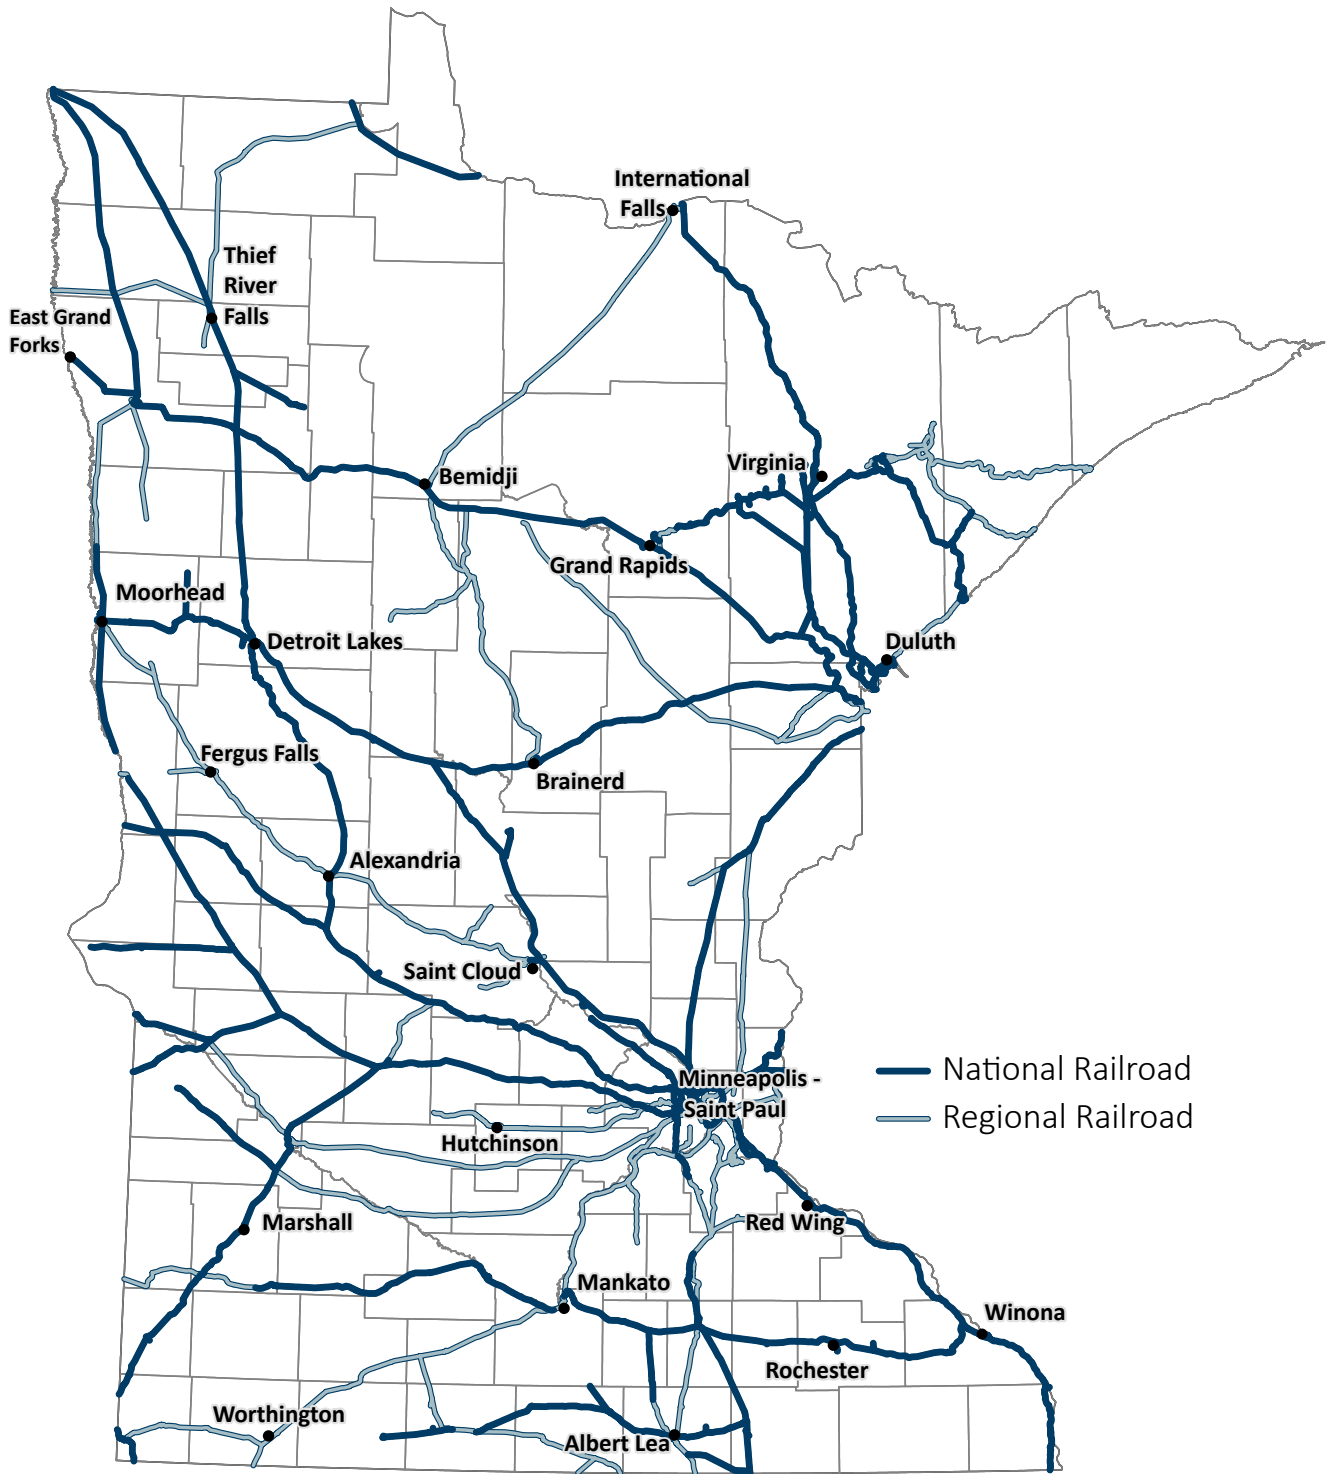 International
Falls
Thief
River
Falls
East Grand
Forks
Virginia
Bemidji
Grand Rapids
Moorhead
Detroit Lakes
Duluth
Fergus Falls
Brainerd
Alexandria
Saint Cloud
National Railroad
Minneapolis -
Saint Paul
Regional Railroad
Hutchinson
Marshall
Red Wing
Mankato
Winona
Rochester
Worthington
Albert Lea